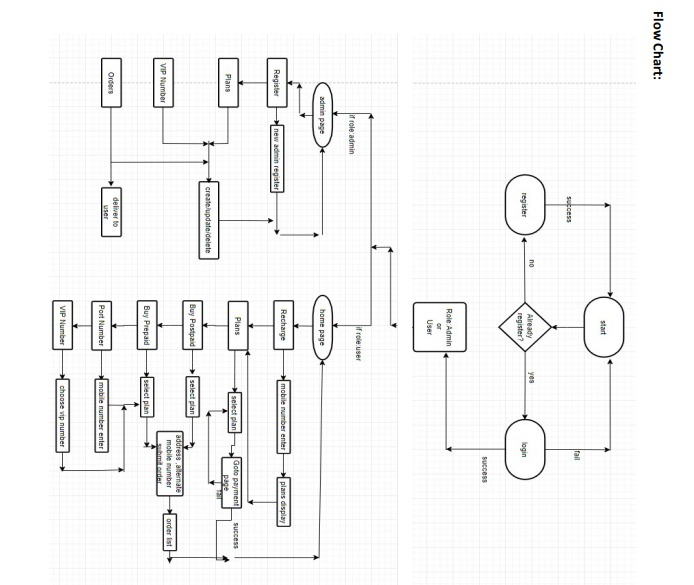 Flow Chart:
start
success
fail
register
no
Already
register?
yes
login
success
Role:Admin
or
User
if role:admin
if role:user
admin page
home page
Register
new admin register
Recharge
mobile number enter
plans display
Plans
Plans
select plan
Goto payment
page
success
fail
create/update/delete
Buy Postpaid
select plan
address ,alternate
mobile number
submit order
order list
VIP Number
Buy Prepaid
select plan
Orders
deliver to
user
Port Number
mobile number enter
VIP Number
choose vip number